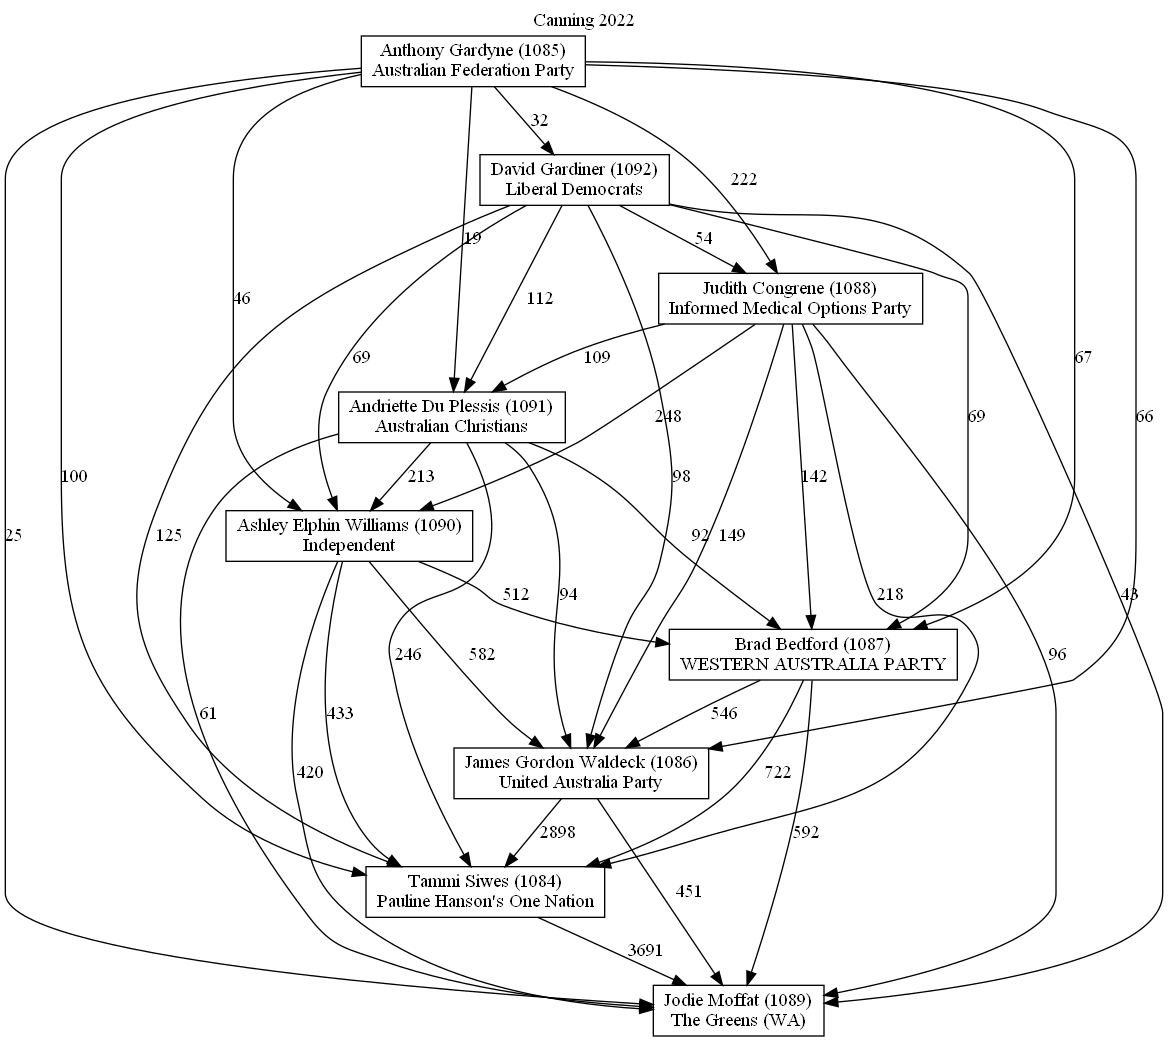 Canning 2022
Anthony Gardyne (1085)
Australian Federation Party
32
David Gardiner (1092)
Liberal Democrats
222
19
54
Judith Congrene (1088)
Informed Medical Options Party
46
112
69
109
67
Andriette Du Plessis (1091)
Australian Christians
248
69
66
100
213
98
142
Ashley Elphin Williams (1090)
Independent
25
125
92
149
512
94
218
43
Brad Bedford (1087)
WESTERN AUSTRALIA PARTY
246
582
96
61
433
546
James Gordon Waldeck (1086)
United Australia Party
420
722
2898
592
Tammi Siwes (1084)
Pauline Hanson's One Nation
451
3691
Jodie Moffat (1089)
The Greens (WA)